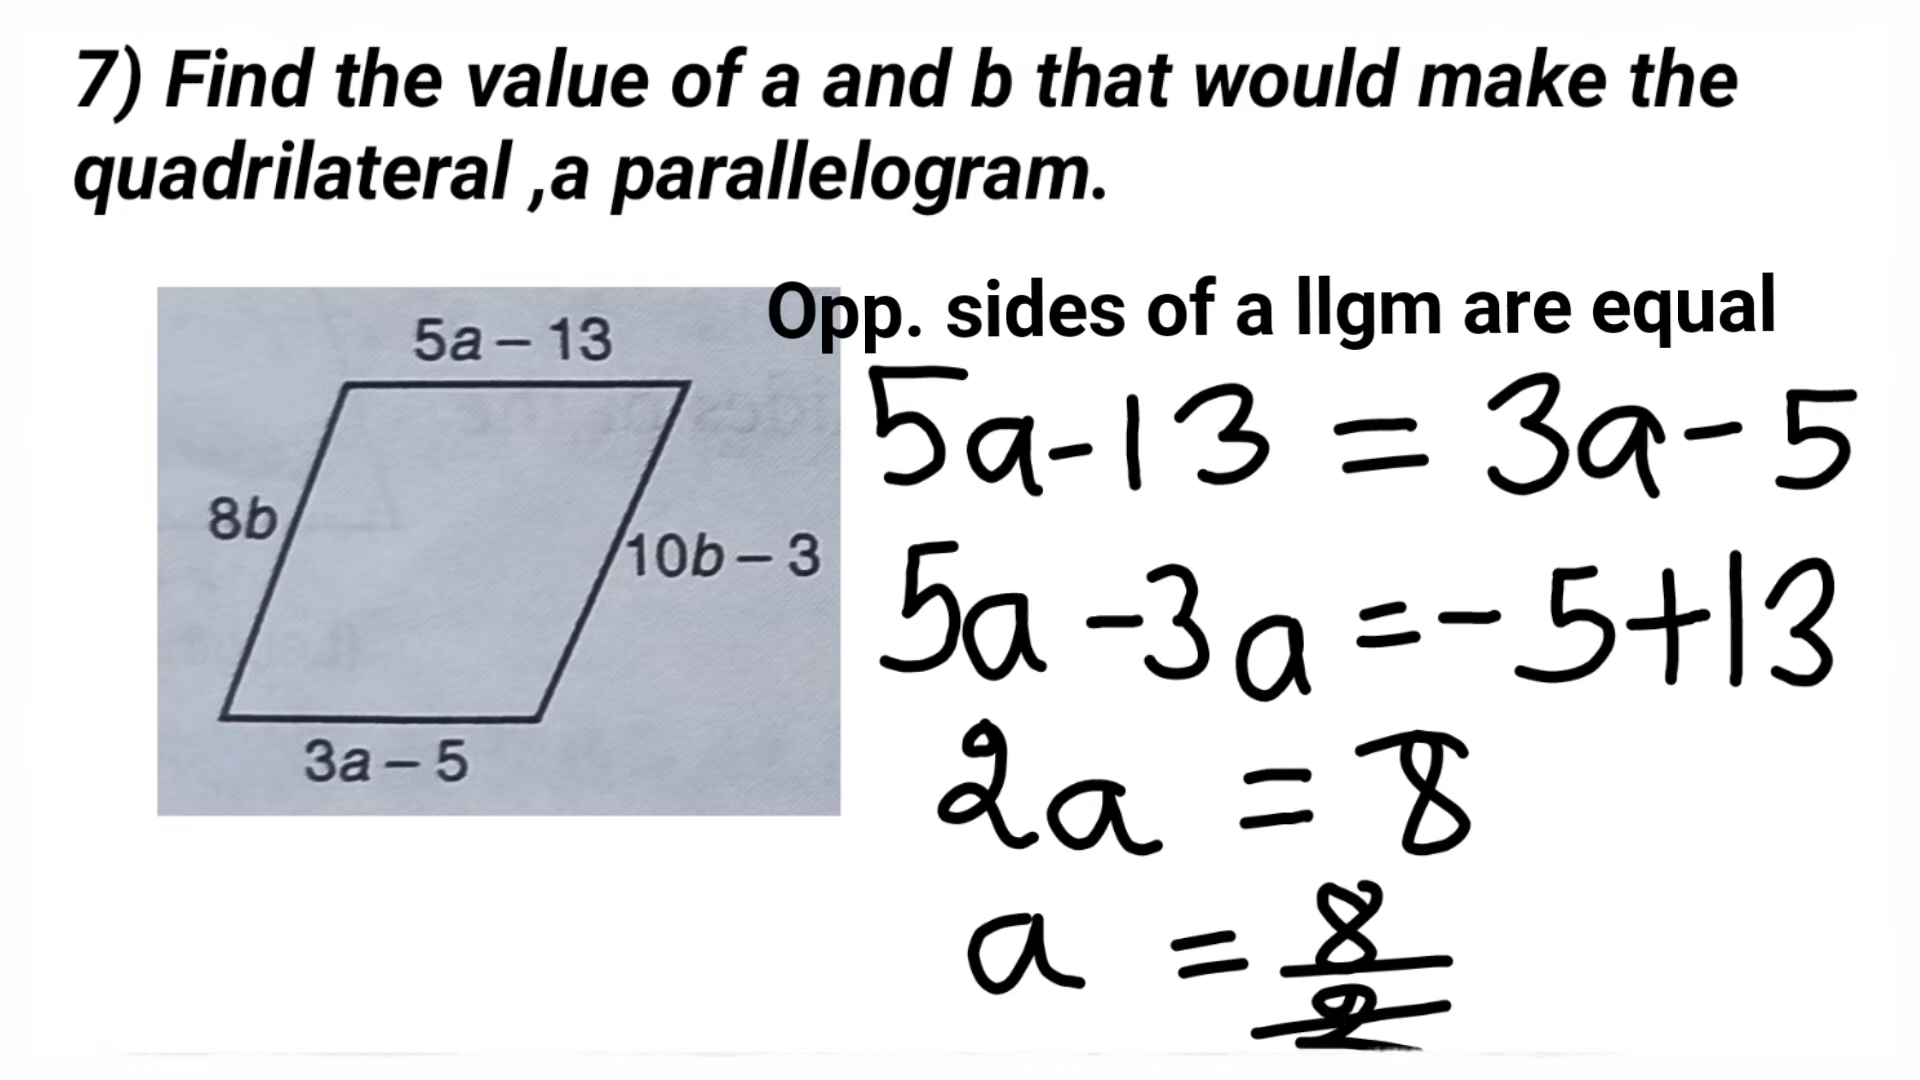 7) Find the value of a and b that would make the
quadrilateral ,a parallelogram.
Opp. sides of a llgm are equal
5a – 13
8b
10b – 3
3a – 5
5a-13 = 3a-5
5a -3a =-5+13
2a = 8
a = 8
2